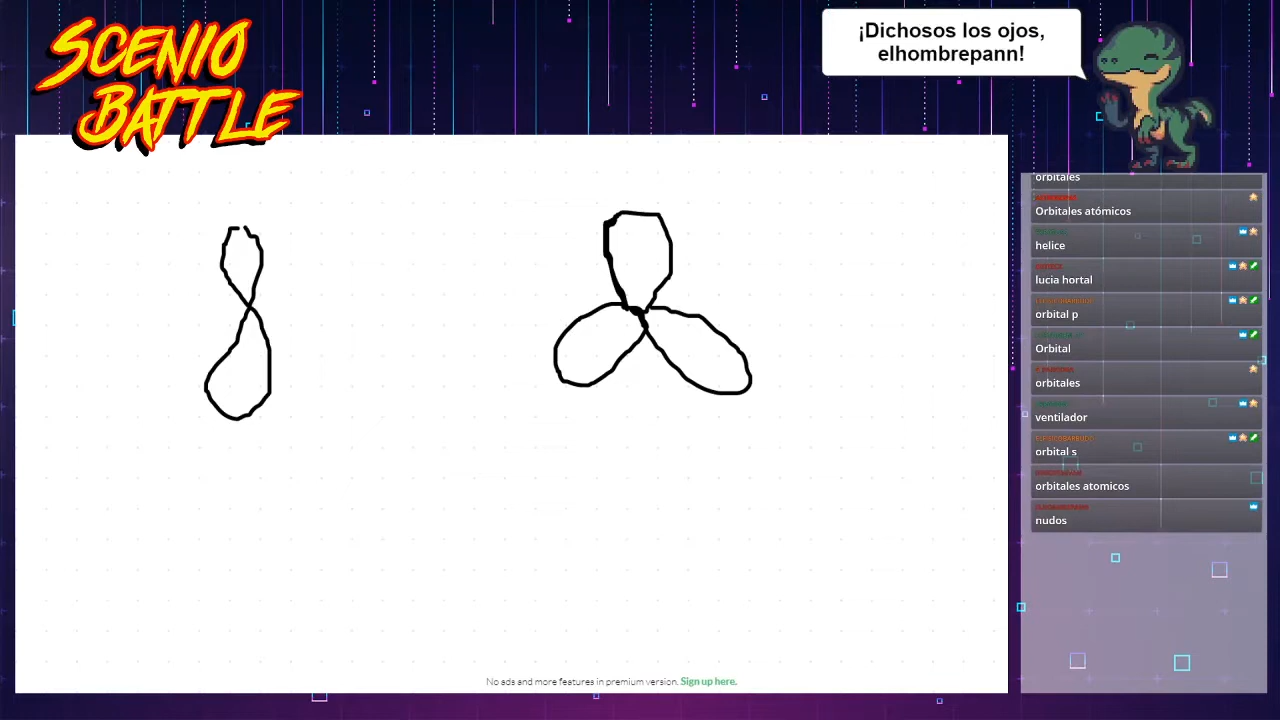 SCENIO
BATTLE
¡Dichosos los ojos,
elhombrepann!
orbitales
Orbitales atómicos
helice
lucia hortal
orbital p
Orbital
orbitales
ventilador
orbital s
orbitales atomicos
nudos
No ads and more features in premium version. Sign up here.